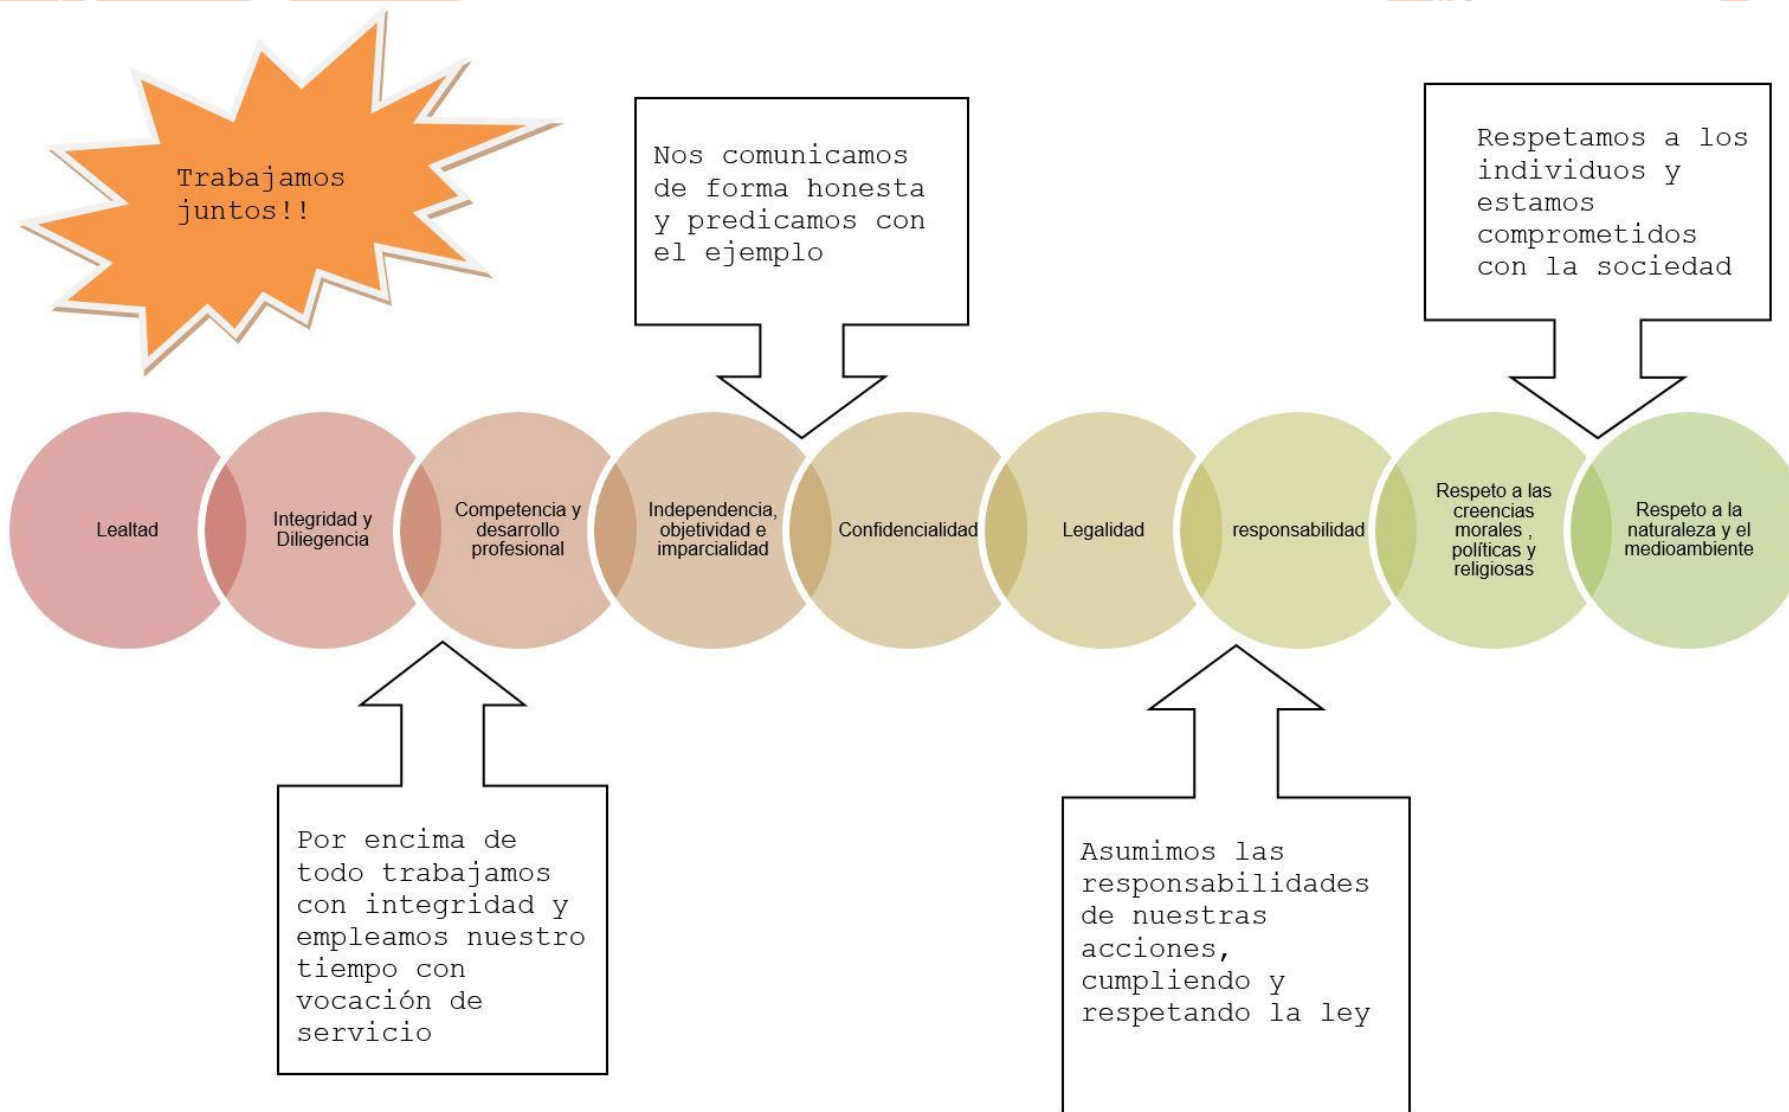 Trabajamos
juntos!!
Nos comunicamos
de forma honesta
y predicamos con
el ejemplo
Respetamos a los
individuos y
estamos
comprometidos
con la sociedad
Lealtad
Integridad y
Diliegencia
Competencia y
desarrollo
profesional
Independencia,
objetividad e
imparcialidad
Confidencialidad
Legalidad
responsabilidad
Respeto a las
creencias
morales ,
políticas y
religiosas
Respeto a la
naturaleza y el
medioambiente
Por encima de
todo trabajamos
con integridad y
empleamos nuestro
tiempo con
vocación de
servicio
Asumimos las
responsabilidades
de nuestras
acciones,
cumpliendo y
respetando la ley